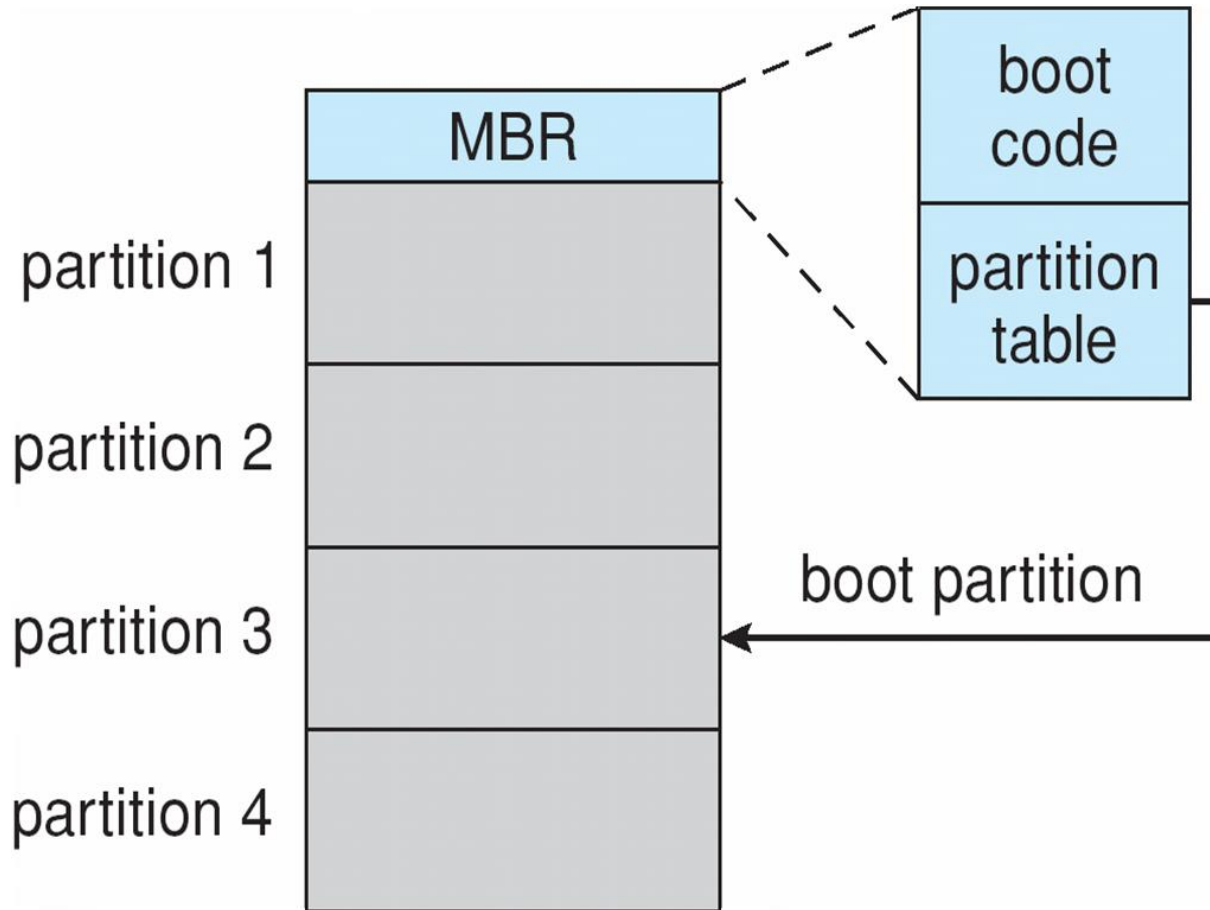 boot
code
MBR
partition 1
partition
table
partition 2
boot partition
partition 3
partition 4